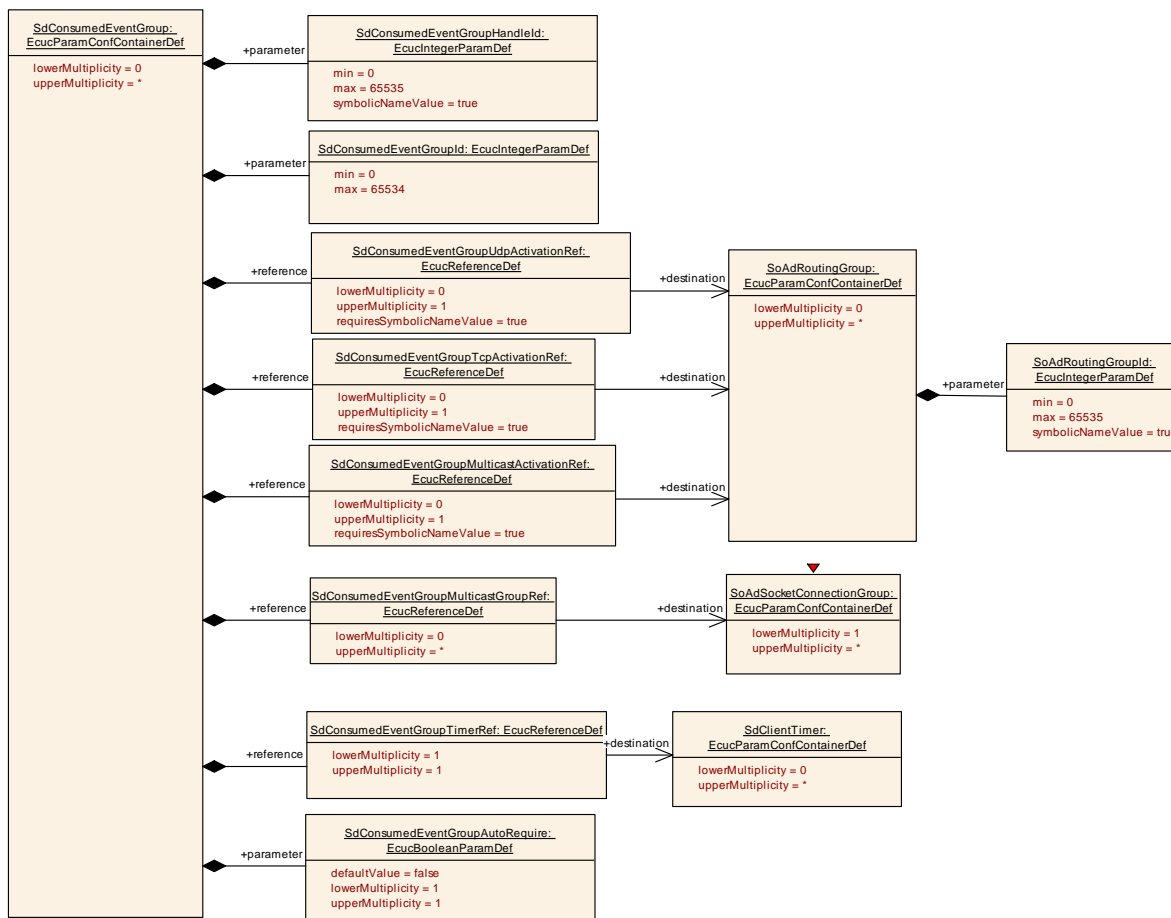 SdConsumedEventGroup:
EcucParamConfContainerDef
lowerMultiplicity = 0
upperMultiplicity = *
+parameter
SdConsumedEventGroupHandleId:
EcucIntegerParamDef
min = 0
max = 65535
symbolicNameValue = true
+parameter
SdConsumedEventGroupId: EcucIntegerParamDef
min = 0
max = 65534
+reference
SdConsumedEventGroupUdpActivationRef:
EcucReferenceDef
lowerMultiplicity = 0
upperMultiplicity = 1
requiresSymbolicNameValue = true
+destination
SoAdRoutingGroup:
EcucParamConfContainerDef
lowerMultiplicity = 0
upperMultiplicity = *
+reference
SdConsumedEventGroupTcpActivationRef:
EcucReferenceDef
lowerMultiplicity = 0
upperMultiplicity = 1
requiresSymbolicNameValue = true
+destination
+parameter
SoAdRoutingGroupId:
EcucIntegerParamDef
min = 0
max = 65535
symbolicNameValue = tru
+reference
SdConsumedEventGroupMulticastActivationRef:
EcucReferenceDef
lowerMultiplicity = 0
upperMultiplicity = 1
requiresSymbolicNameValue = true
+destination
+reference
SdConsumedEventGroupMulticastGroupRef:
EcucReferenceDef
lowerMultiplicity = 0
upperMultiplicity = *
+destination
SoAdSocketConnectionGroup:
EcucParamConfContainerDef
lowerMultiplicity = 1
upperMultiplicity = *
+reference
SdConsumedEventGroupTimerRef: EcucReferenceDef
lowerMultiplicity = 1
upperMultiplicity = 1
+destination
SdClientTimer:
EcucParamConfContainerDef
lowerMultiplicity = 0
upperMultiplicity = *
+parameter
SdConsumedEventGroupAutoRequire:
EcucBooleanParamDef
defaultValue = false
lowerMultiplicity = 1
upperMultiplicity = 1